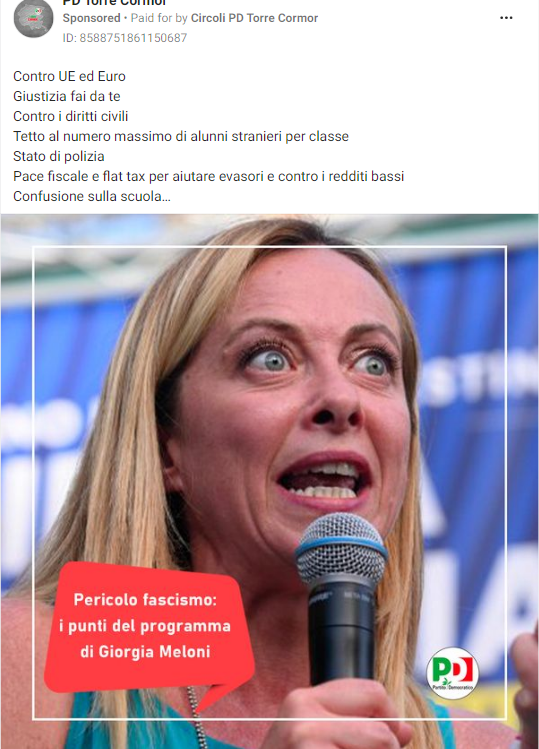 PD Torre Cormor
Sponsored • Paid for by Circoli PD Torre Cormor
ID: 8588751861150687
Contro UE ed Euro
Giustizia fai da te
Contro i diritti civili
Tetto al numero massimo di alunni stranieri per classe
Stato di polizia
Pace fiscale e flat tax per aiutare evasori e contro i redditi bassi
Confusione sulla scuola...
Pericolo fascismo:
i punti del programma
di Giorgia Meloni
PD
Partito Democratico